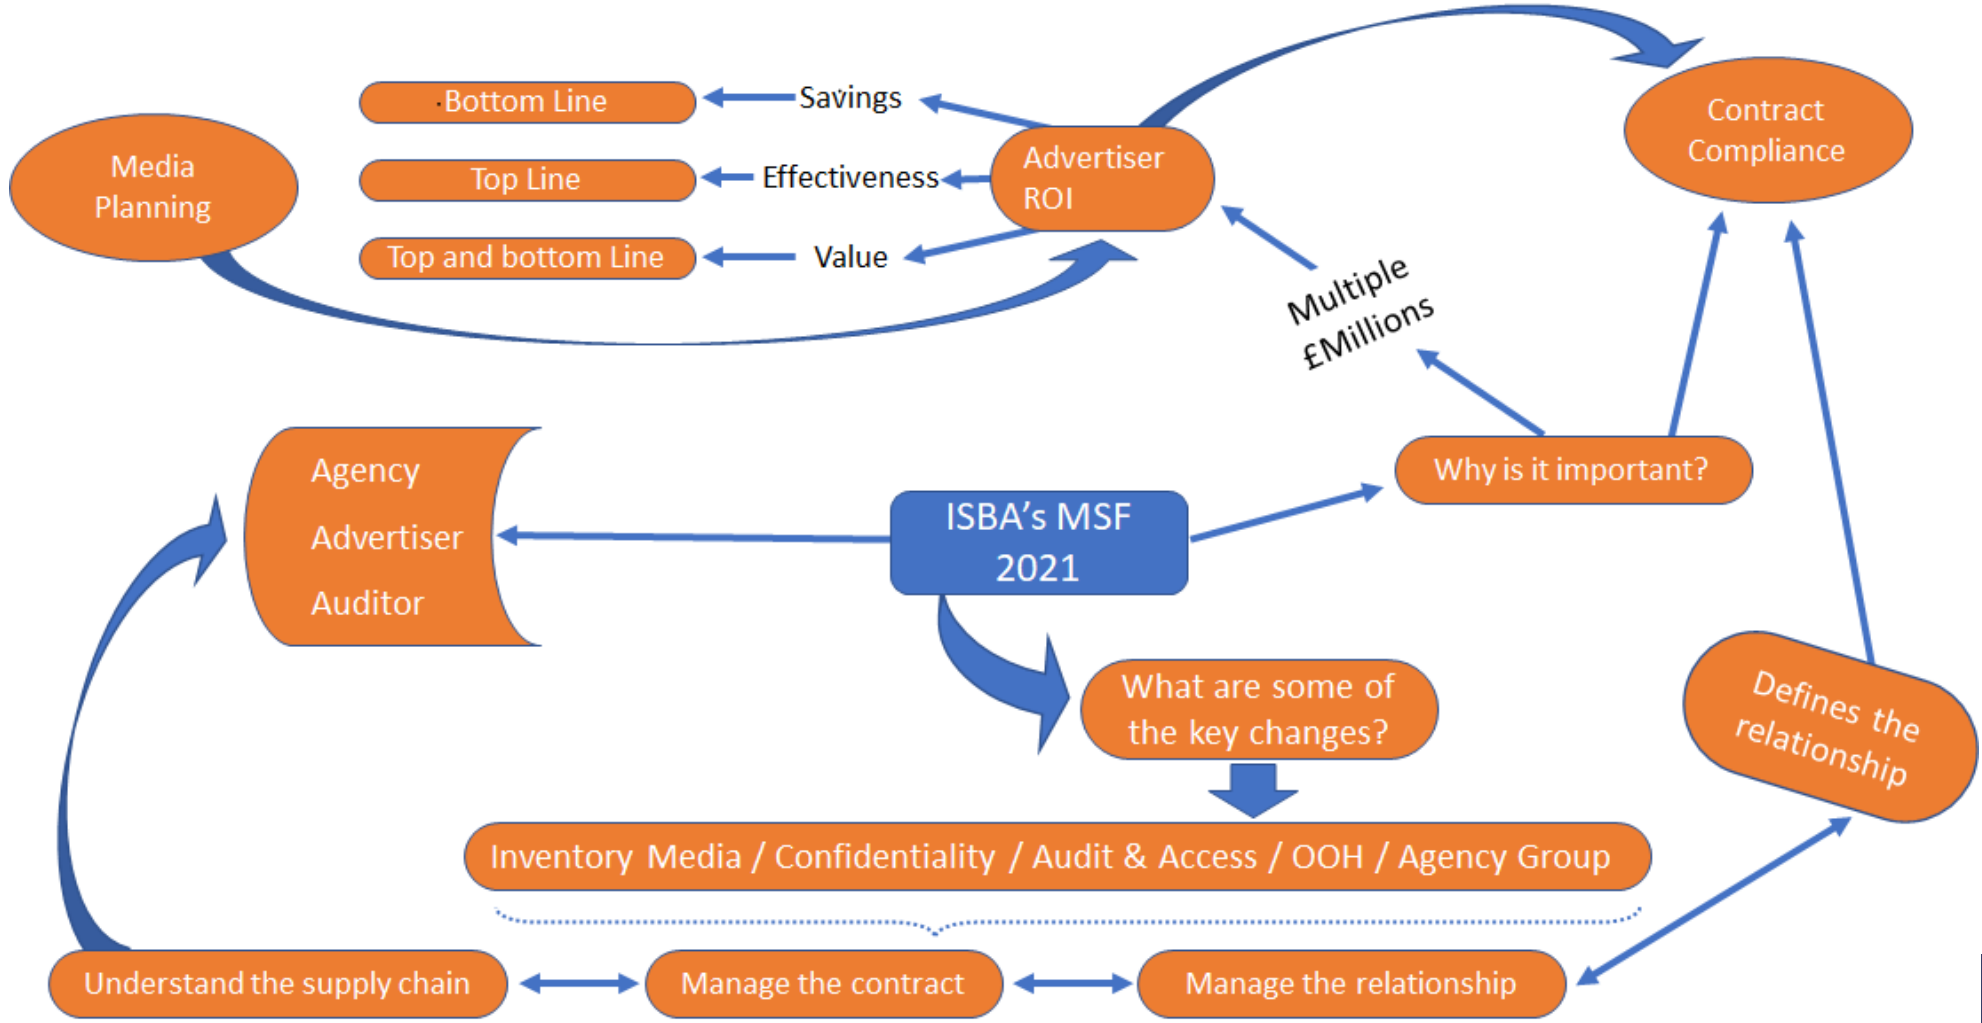 Media
Planning
.Bottom Line
Savings
Top Line
Effectiveness
Top and bottom Line
Value
Advertiser
ROI
Contract
Compliance
Multiple
£Millions
Agency
Advertiser
Auditor
ISBA’s MSF
2021
Why is it important?
What are some of
the key changes?
Defines the
relationship
Inventory Media / Confidentiality / Audit & Access / OOH / Agency Group
Understand the supply chain
Manage the contract
Manage the relationship